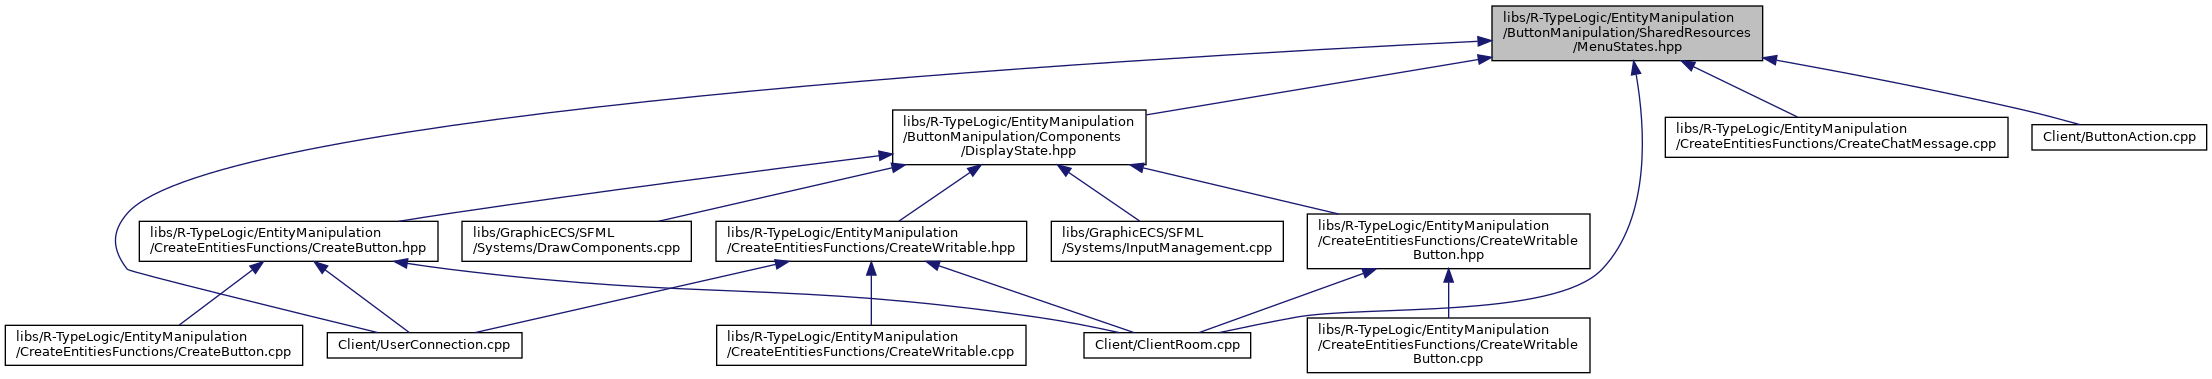 libs/R-TypeLogic/EntityManipulation
/ButtonManipulation/SharedResources
/MenuStates.hpp
libs/R-TypeLogic/EntityManipulation
/ButtonManipulation/Components
/DisplayState.hpp
libs/R-TypeLogic/EntityManipulation
/CreateEntitiesFunctions/CreateChatMessage.cpp
Client/ButtonAction.cpp
libs/R-TypeLogic/EntityManipulation
/CreateEntitiesFunctions/CreateButton.hpp
libs/GraphicECS/SFML
/Systems/DrawComponents.cpp
libs/R-TypeLogic/EntityManipulation
/CreateEntitiesFunctions/CreateWritable.hpp
libs/GraphicECS/SFML
/Systems/InputManagement.cpp
libs/R-TypeLogic/EntityManipulation
/CreateEntitiesFunctions/CreateWritable
Button.hpp
libs/R-TypeLogic/EntityManipulation
/CreateEntitiesFunctions/CreateButton.cpp
Client/UserConnection.cpp
libs/R-TypeLogic/EntityManipulation
/CreateEntitiesFunctions/CreateWritable.cpp
Client/ClientRoom.cpp
libs/R-TypeLogic/EntityManipulation
/CreateEntitiesFunctions/CreateWritable
Button.cpp